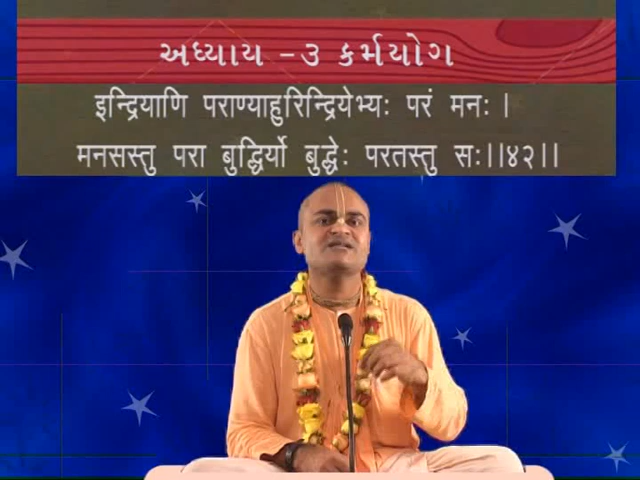 અધ્યાય -૩ કર્મયોગ
इन्द्रियाणि पराण्याहुरिन्द्रियेभ्यः परं मनः।
मनसस्तु परा बुद्धिर्यो बुद्धेः परतस्तु सः।।४२।।